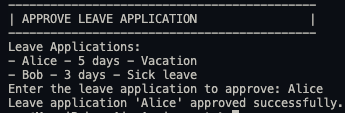 ----------------------------------------
| APPROVE LEAVE APPLICATION            |
----------------------------------------
Leave Applications:
- Alice - 5 days - Vacation
- Bob - 3 days - Sick leave
Enter the leave application to approve: Alice
Leave application 'Alice' approved successfully.